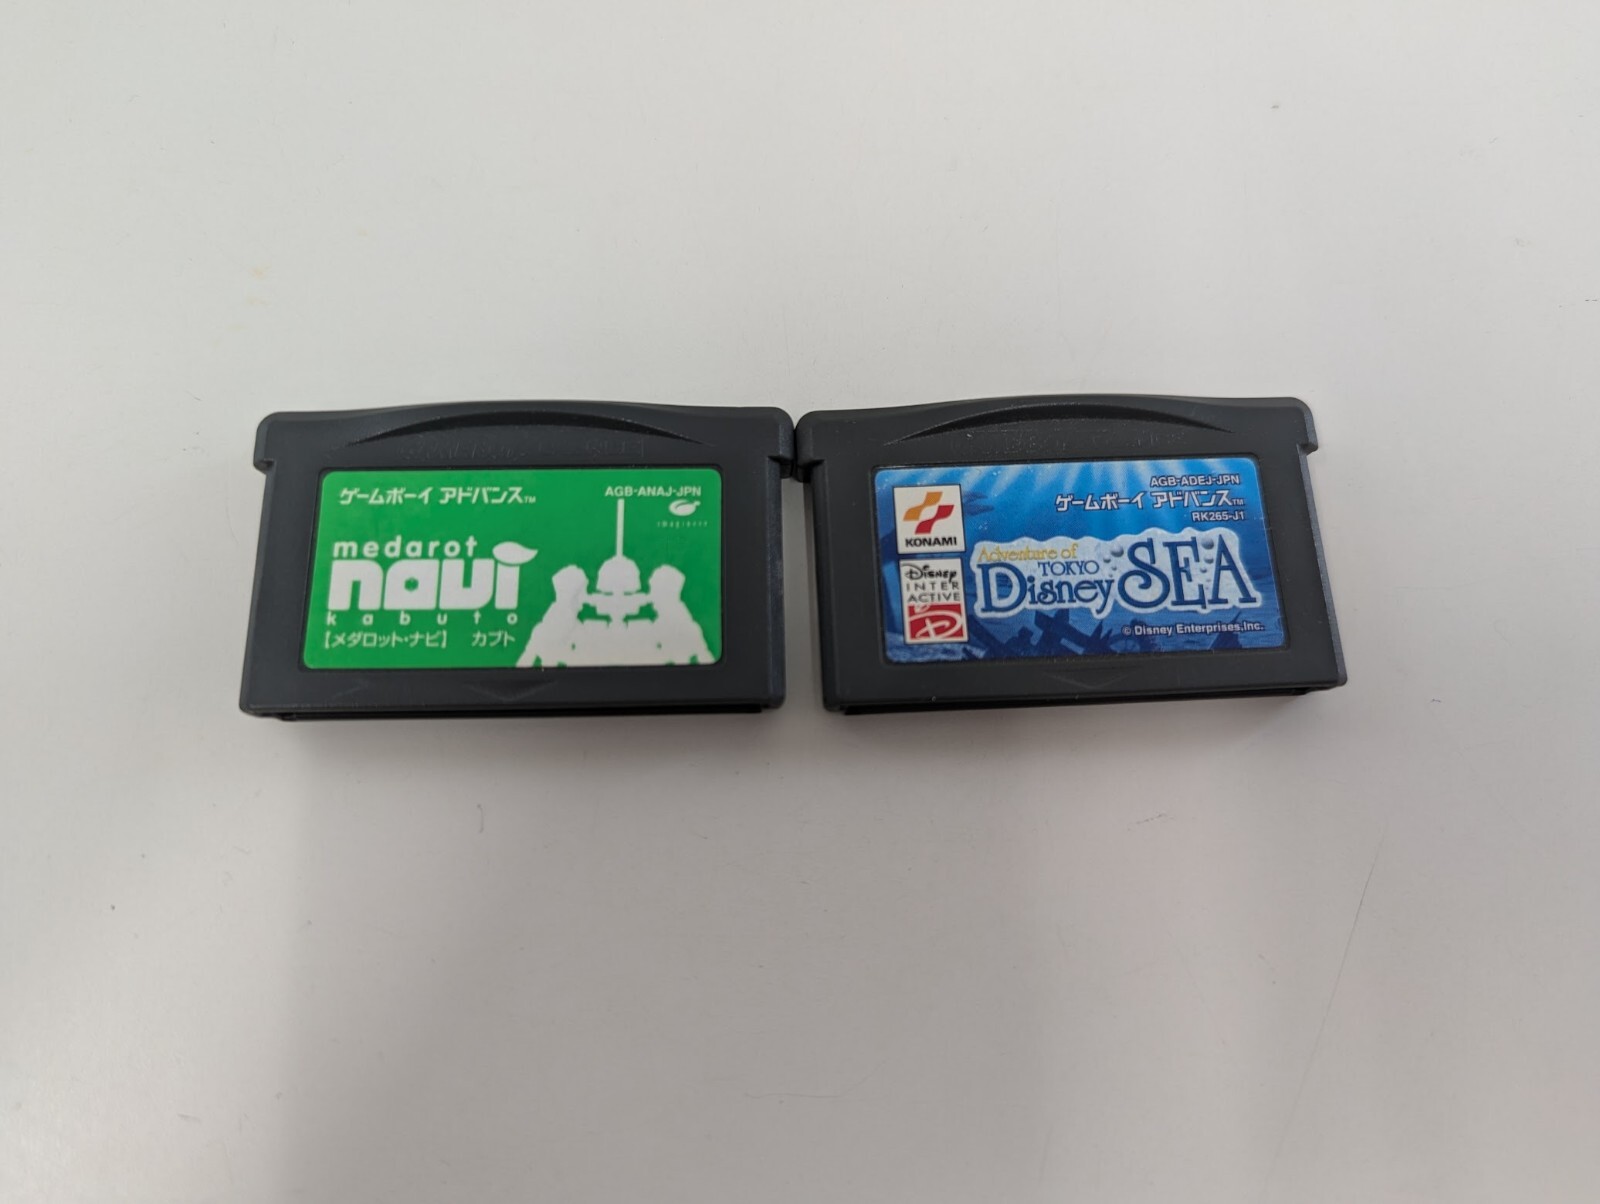 ゲームボーイ アドバンス™
AGB-ANAJ-JPN
imagineer
medarot
navi
kabuto
【メダロット・ナビ】 カブト
AGB-ADEJ-JPN
ゲームボーイ アドバンス™
RK265-J1
KONAMI
Adventure of
TOKYO
Disney SEA
Disney
INTER
ACTIVE
© Disney Enterprises,Inc.